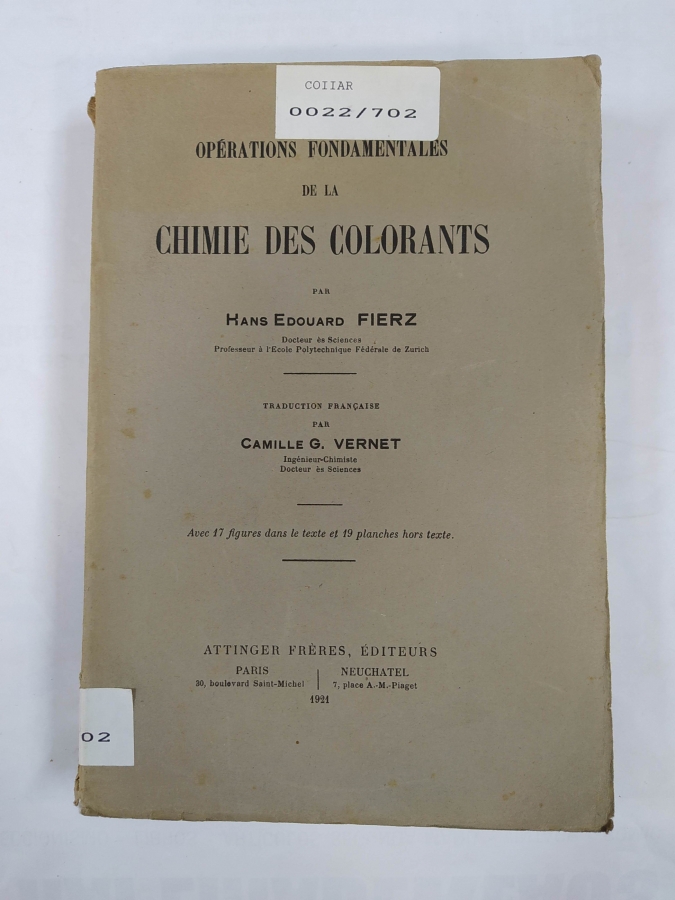 COIIAR
0022/702
OPÉRATIONS FONDAMENTALES
DE LA
CHIMIE DES COLORANTS
PAR
HANS EDOUARD FIERZ
Docteur ès Sciences
Professeur à l'Ecole Polytechnique Fédérale de Zurich
TRADUCTION FRANÇAISE
PAR
CAMILLE G. VERNET
Ingénieur-Chimiste
Docteur ès Sciences
Avec 17 figures dans le texte et 19 planches hors texte.
ATTINGER FRÈRES, ÉDITEURS
PARIS
30, boulevard Saint-Michel
NEUCHATEL
7, place A.-M.-Piaget
1921
02